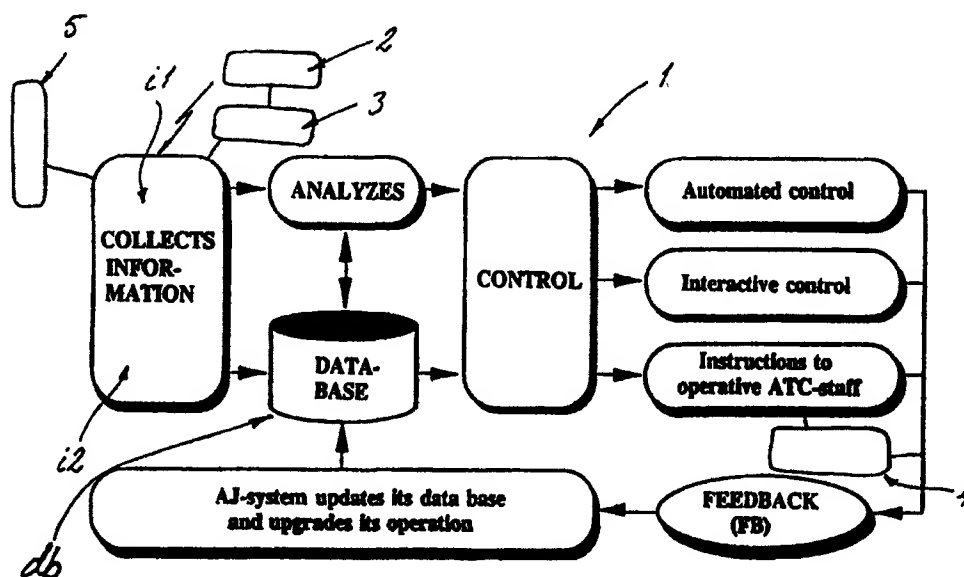 5
i1
2
3
1
COLLECTS
INFOR-
MATION
ANALYZES
DATA-
BASE
CONTROL
Automated control
Interactive control
Instructions to
operative ATC-staff
i2
AJ-system updates its data base
and upgrades its operation
FEEDBACK
(FB)
4
db